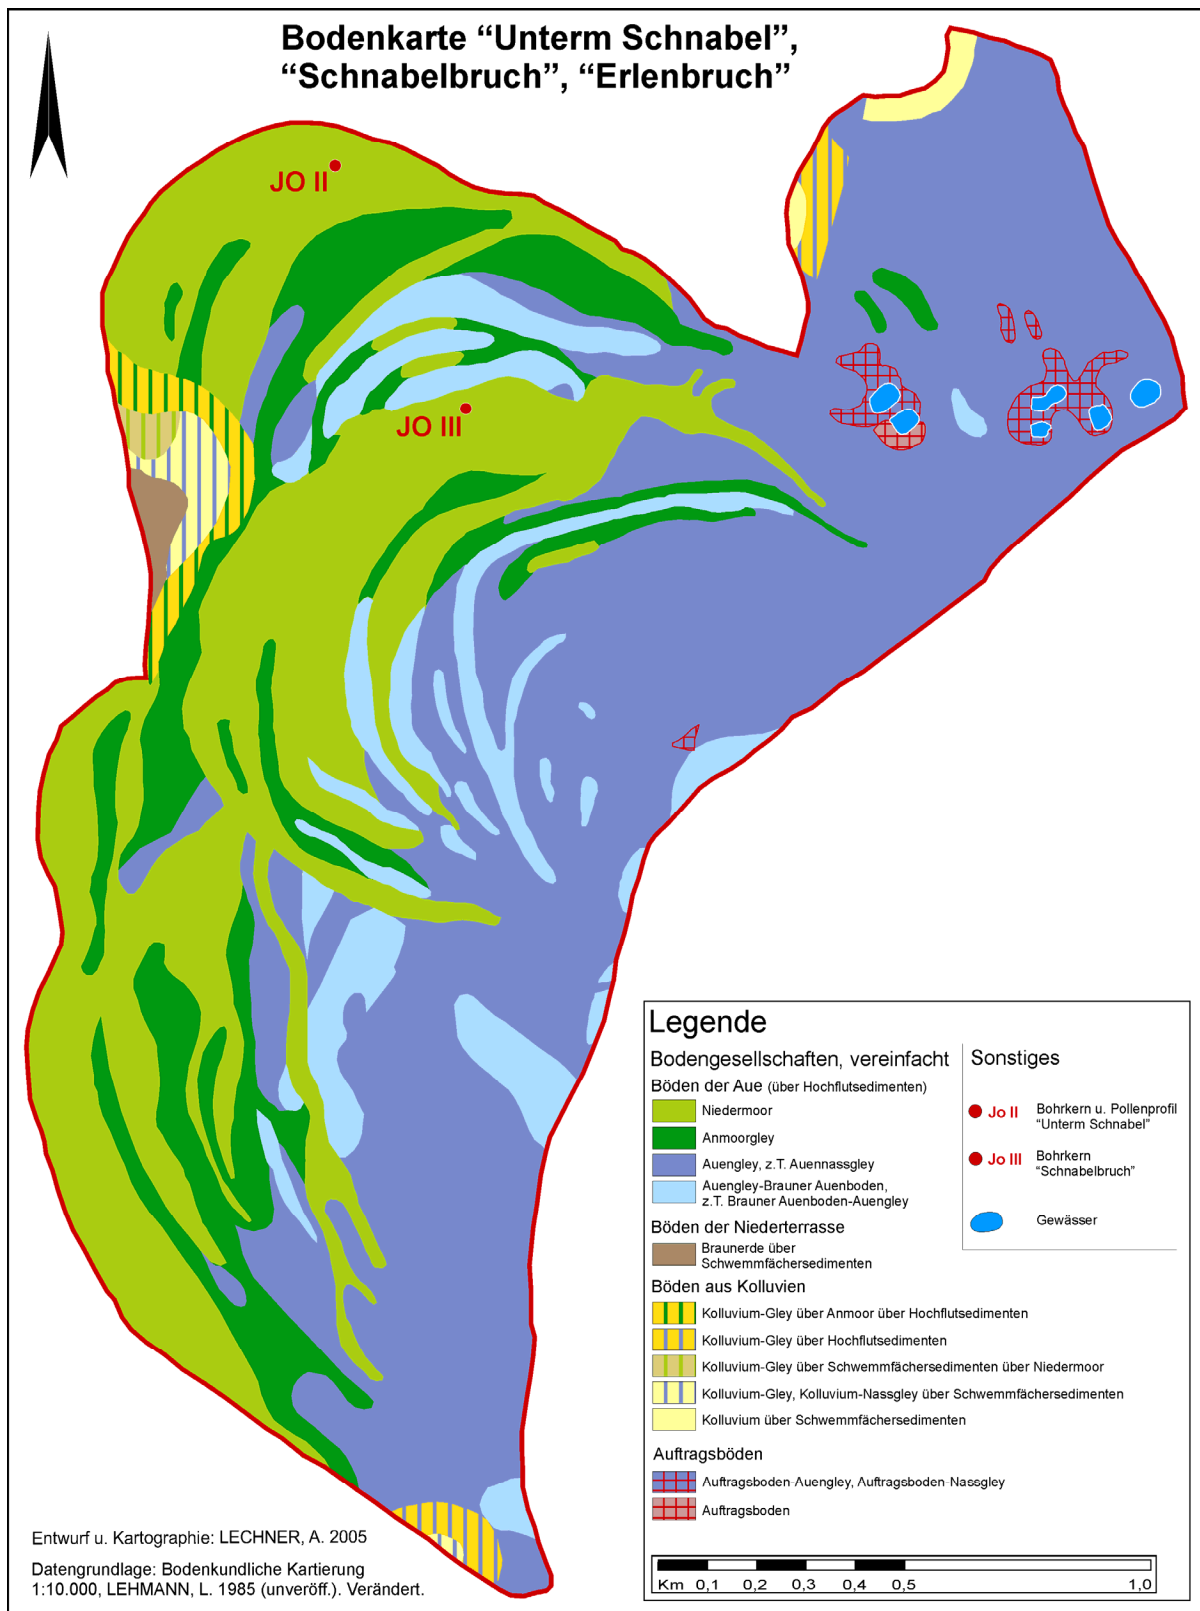 Bodenkarte “Unterm Schnabel”,
“Schnabelbruch”, “Erlenbruch”
JO II
JO III
Legende
Bodengesellschaften, vereinfacht
Böden der Aue (über Hochflutsedimenten)
Niedermoor
Anmoorgley
Auengley, z.T. Auennassgley
Auengley-Brauner Auenboden,
z.T. Brauner Auenboden-Auengley
Böden der Niederterrasse
Braunerde über
Schwemmfächersedimenten
Böden aus Kolluvien
Kolluvium-Gley über Anmoor über Hochflutsedimenten
Kolluvium-Gley über Hochflutsedimenten
Kolluvium-Gley über Schwemmfächersedimenten über Niedermoor
Kolluvium-Gley, Kolluvium-Nassgley über Schwemmfächersedimenten
Kolluvium über Schwemmfächersedimenten
Auftragsböden
Auftragsboden-Auengley, Auftragsboden-Nassgley
Auftragsboden
Sonstiges
Jo II Bohrkern u. Pollenprofil
“Unterm Schnabel”
Jo III Bohrkern
“Schnabelbruch”
Gewässer
Km 0,1 0,2 0,3 0,4 0,5 1,0
Entwurf u. Kartographie: LECHNER, A. 2005
Datengrundlage: Bodenkundliche Kartierung
1:10.000, LEHMANN, L. 1985 (unveröff.). Verändert.